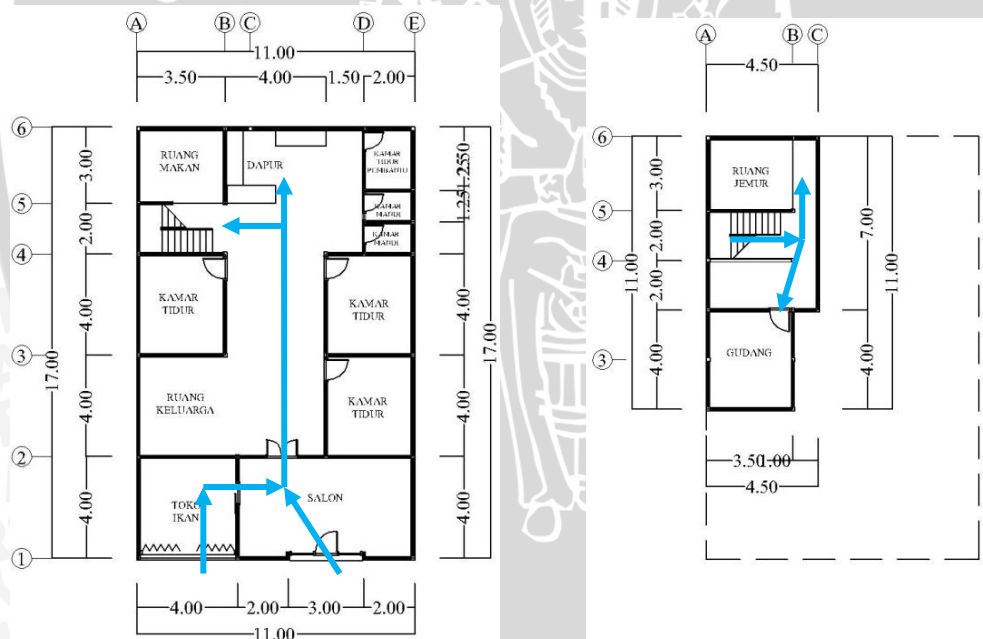 A B C D E
11.00
3.50 4.00 1.50 2.00
6
5
4
3
2
1
17.00
3.00
2.00
4.00
4.00
4.00
RUANG
MAKAN
DAPUR
KAMAR
TIDUR
PEMBANTU
KAMAR
MANDI
KAMAR
MANDI
KAMAR
TIDUR
KAMAR
TIDUR
RUANG
KELUARGA
KAMAR
TIDUR
TOKO
IKAN
SALON
1.25
1.25
4.00
4.00
4.00
17.00
4.00 2.00 3.00 2.00
11.00
A B C
4.50
6
5
4
3
11.00
3.00
2.00
2.00
4.00
RUANG
JEMUR
GUDANG
7.00
4.00
11.00
3.50 1.00
4.50